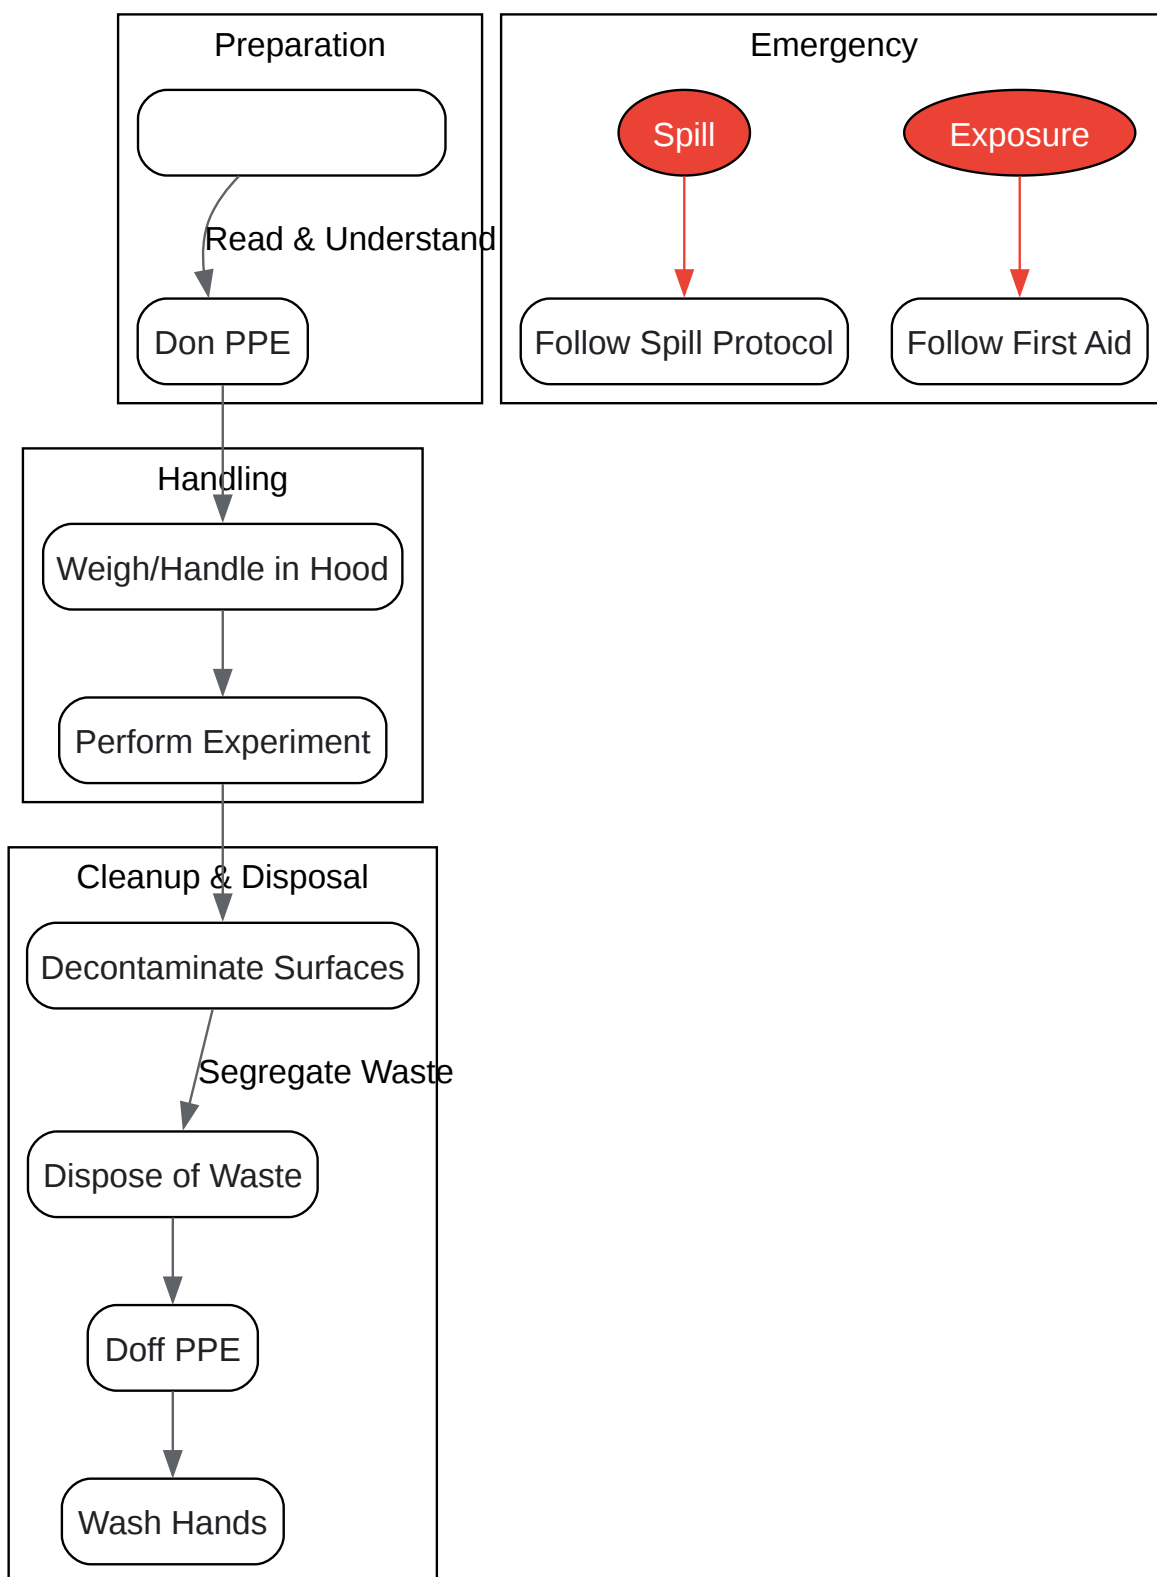 Preparation
Read & Understand
Don PPE
Emergency
Spill
Exposure
Follow Spill Protocol
Follow First Aid
Handling
Weigh/Handle in Hood
Perform Experiment
Cleanup & Disposal
Decontaminate Surfaces
Segregate Waste
Dispose of Waste
Doff PPE
Wash Hands